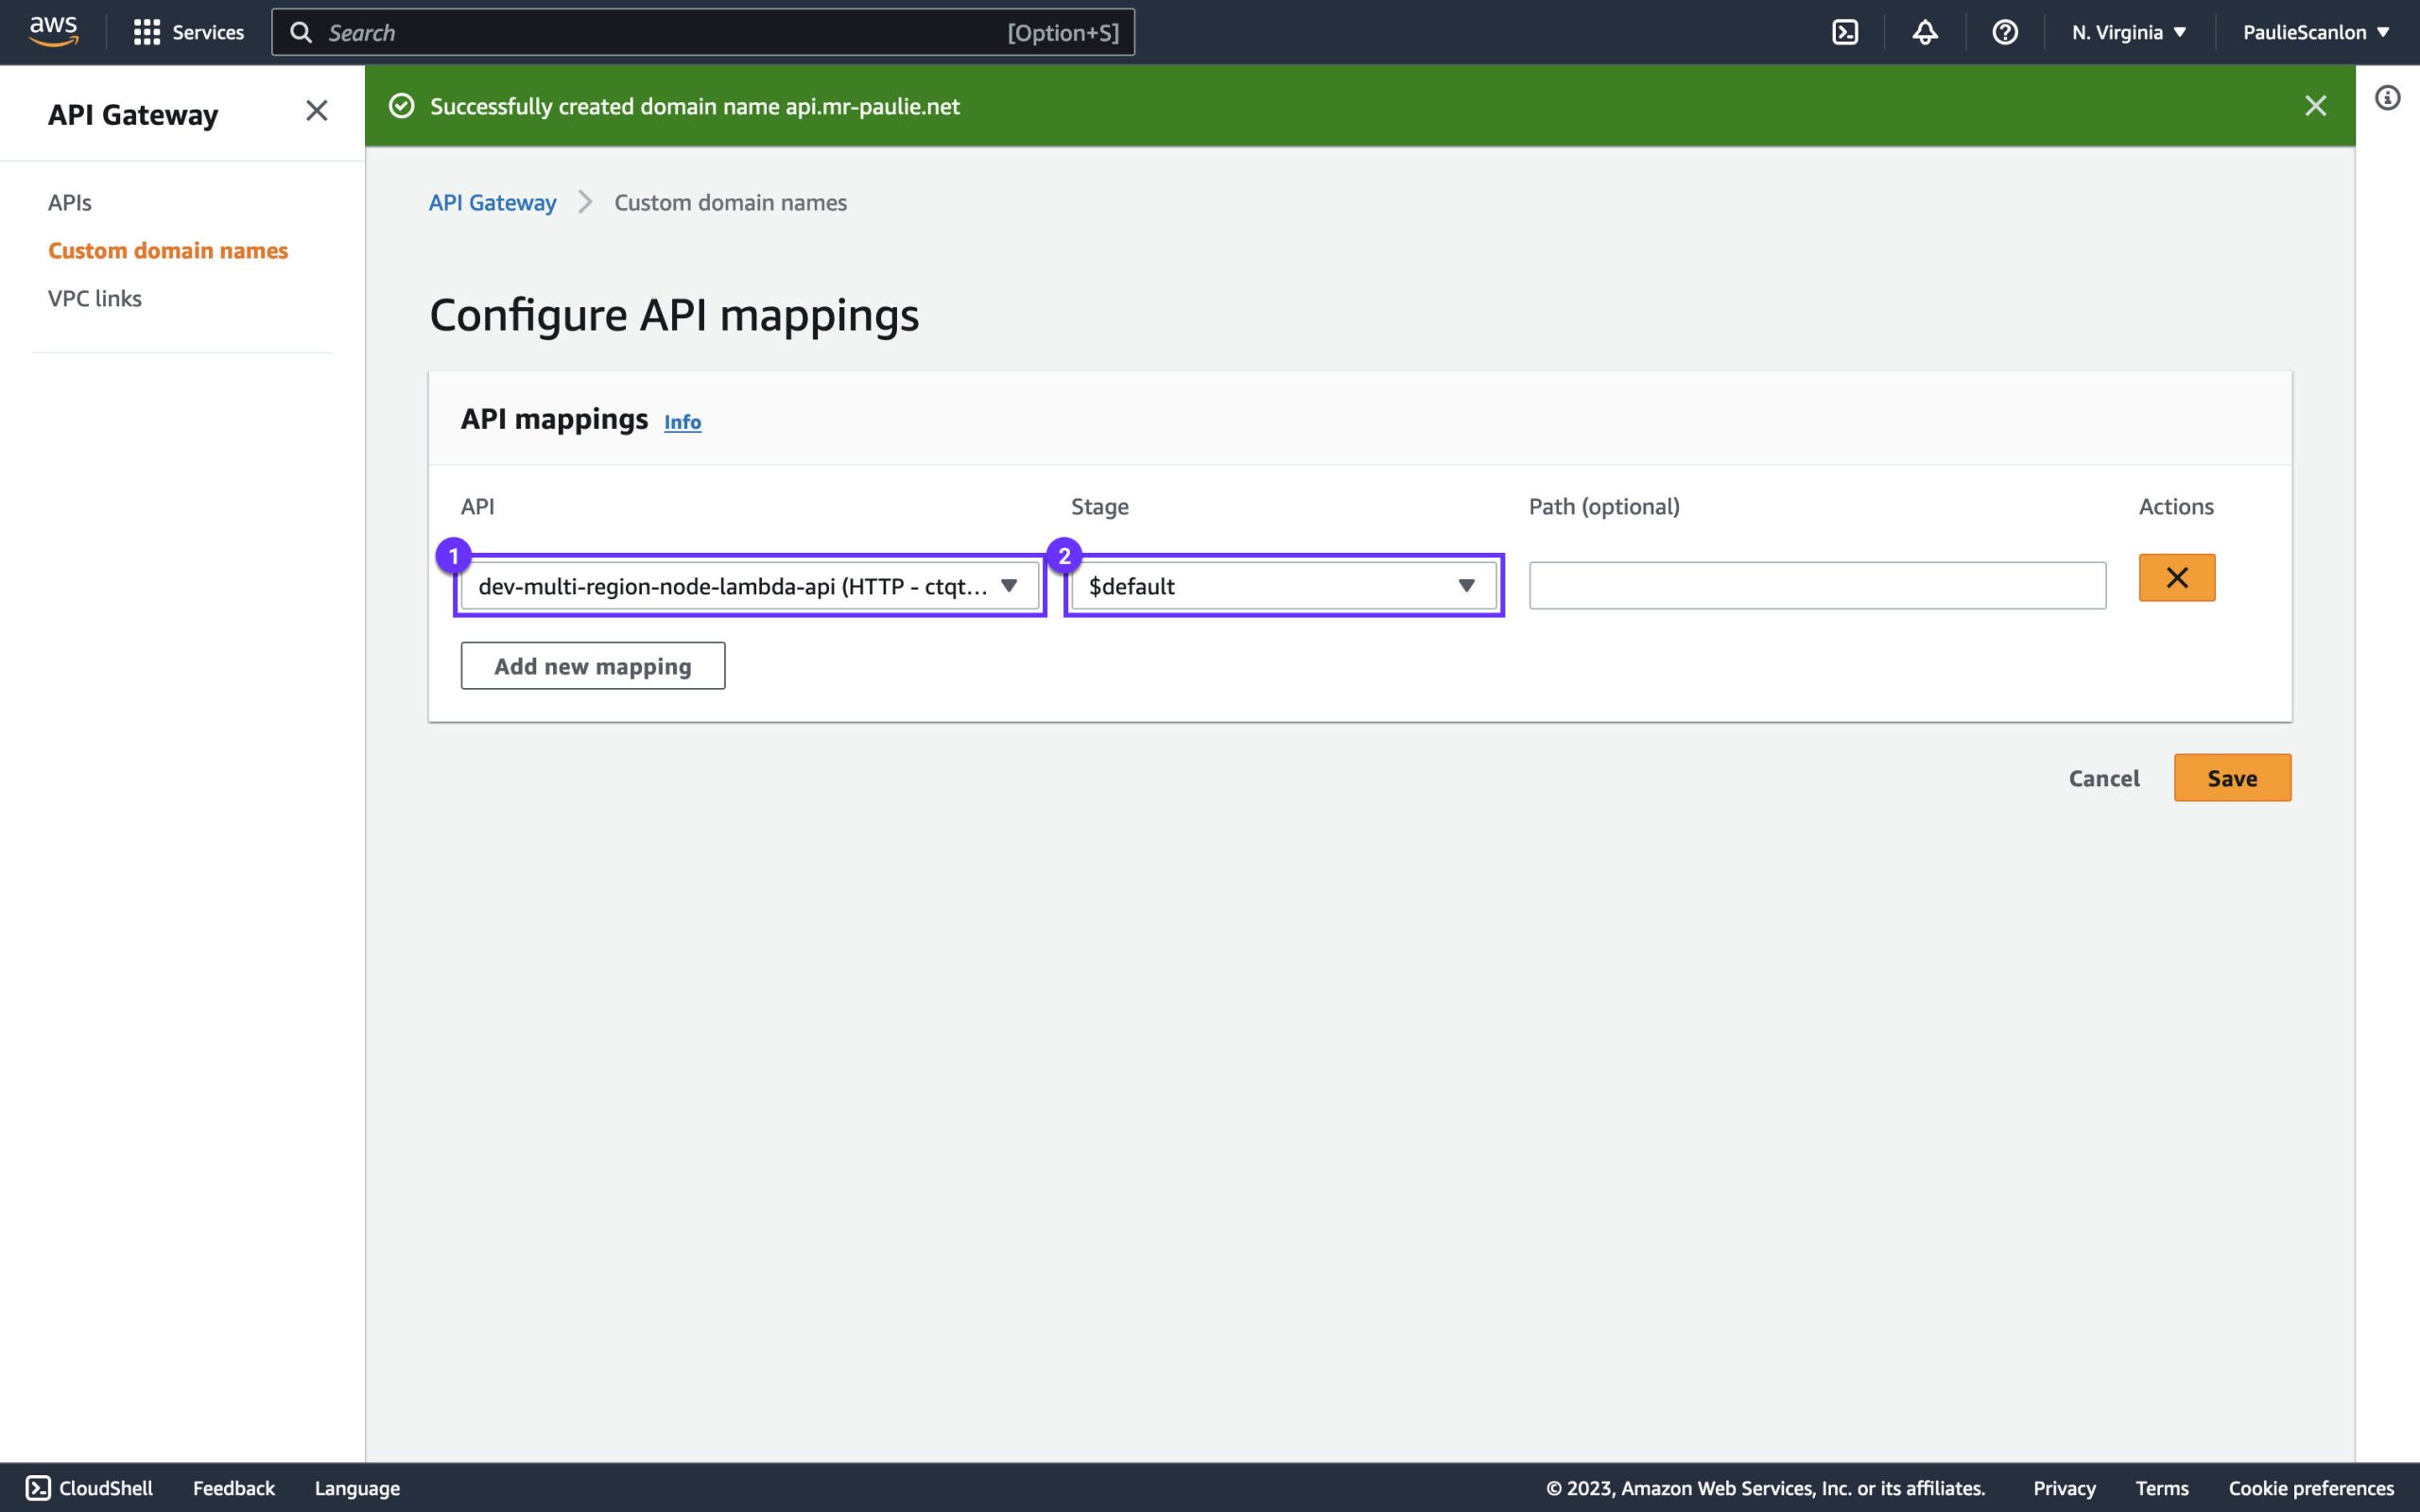 aws
Services
Search
[Option+S]
N. Virginia
PaulieScanlon
API Gateway
Successfully created domain name api.mr-paulie.net
APIs
Custom domain names
VPC links
API Gateway
Custom domain names
Configure API mappings
API mappings Info
API
Stage
Path (optional)
Actions
1
2
dev-multi-region-node-lambda-api (HTTP - ctqt...
$default
Add new mapping
Cancel
Save
CloudShell
Feedback
Language
© 2023, Amazon Web Services, Inc. or its affiliates.
Privacy
Terms
Cookie preferences